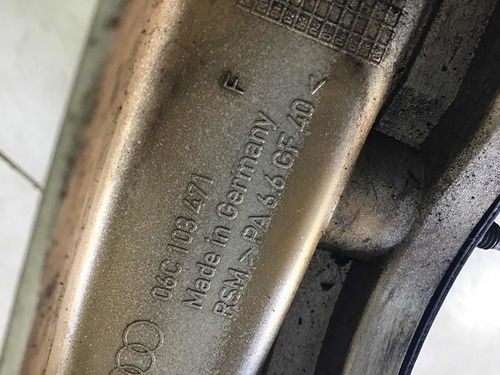 F
06C 103 471
Made in Germany
RSM > PA 6.6 GF 40 <